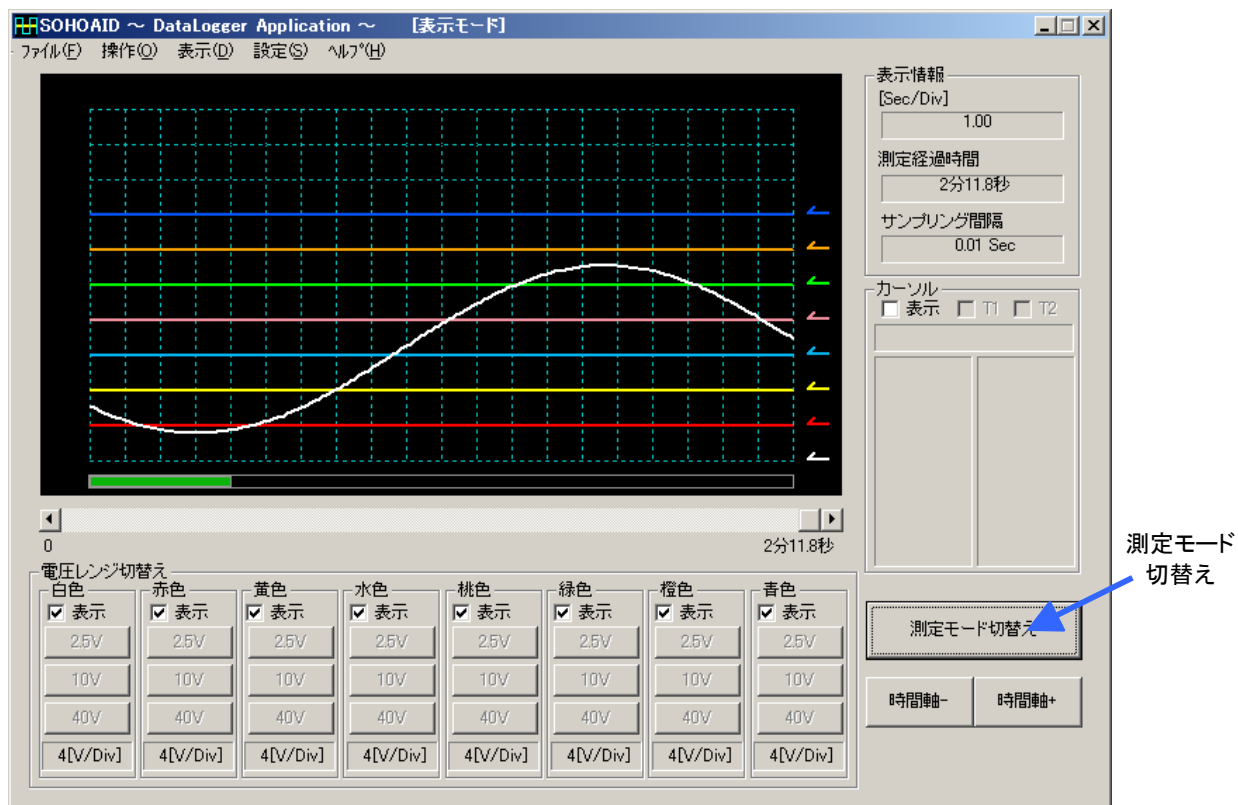 SOHOAID ～ DataLogger Application ～ [表示モード]
ファイル(F) 操作(O) 表示(D) 設定(S) ヘルプ(H)
表示情報
[Sec/Div]
1.00
測定経過時間
2分11.8秒
サンプリング間隔
0.01 Sec
カーソル
表示 T1 T2
0 2分11.8秒
測定モード
切替え
測定モード切替え
時間軸- 時間軸+
電圧レンジ切替え
白色 赤色 黄色 水色 桃色 緑色 橙色 青色
表示 表示 表示 表示 表示 表示 表示 表示
2.5V 2.5V 2.5V 2.5V 2.5V 2.5V 2.5V 2.5V
10V 10V 10V 10V 10V 10V 10V 10V
40V 40V 40V 40V 40V 40V 40V 40V
4[V/Div] 4[V/Div] 4[V/Div] 4[V/Div] 4[V/Div] 4[V/Div] 4[V/Div] 4[V/Div]